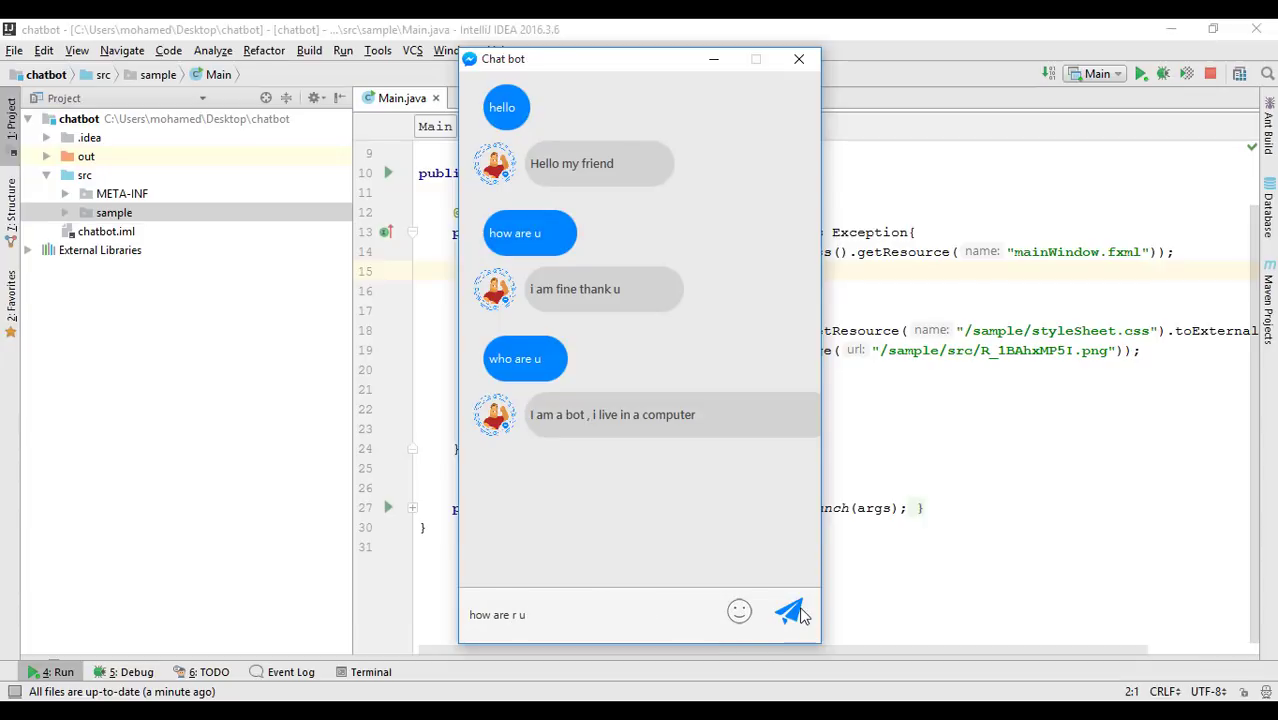 chatbot - [C:\Users\mohamed\Desktop\chatbot] - [chatbot] - ...\src\sample\Main.java - IntelliJ IDEA 2016.3.6
File Edit View Navigate Code Analyze Refactor Build Run Tools VCS Wind
chatbot src sample Main
Main
Project
Main.java
chatbot C:\Users\mohamed\Desktop\chatbot
.idea
out
src
META-INF
sample
chatbot.iml
External Libraries
1: Project
7: Structure
2: Favorites
Main
9
10 publ
11
12
13 Exception{
14 ss().getResource( name: "mainWindow.fxml"));
15
16
17
18 etResource( name: "/sample/styleSheet.css").toExternal
19 url: "/sample/src/R_1BAhxMP5I.png"));
20
21
22
23
24 }
25
26
27 nch(args); }
30 }
31
Chat bot
hello
Hello my friend
how are u
i am fine thank u
who are u
I am a bot , i live in a computer
how are r u
Ant Build
Database
Maven Projects
4: Run 5: Debug 6: TODO Event Log Terminal
All files are up-to-date (a minute ago)
2:1 CRLF UTF-8